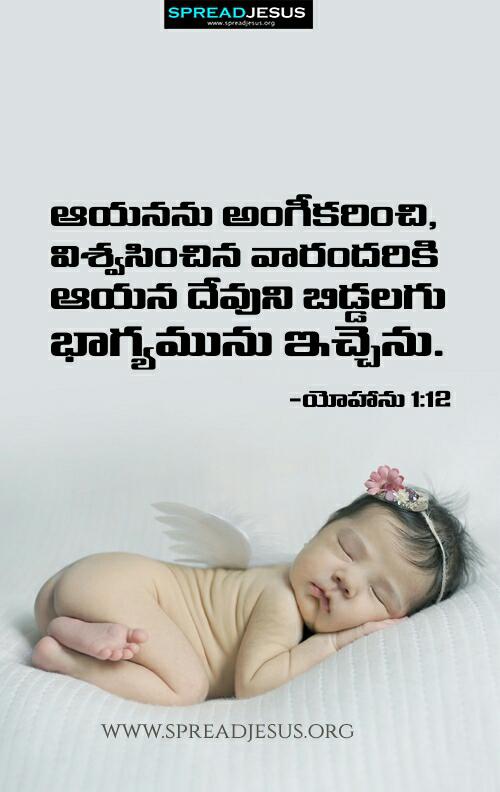 SPREADJESUS
www.spreadjesus.org
ఆయనను అంగీకరించి,
విశ్వసించిన వారందరికి
ఆయన దేవుని బిడ్డలగు
భాగ్యమును ఇచ్చెను.
-యోహాను 1:12
WWW.SPREADJESUS.ORG